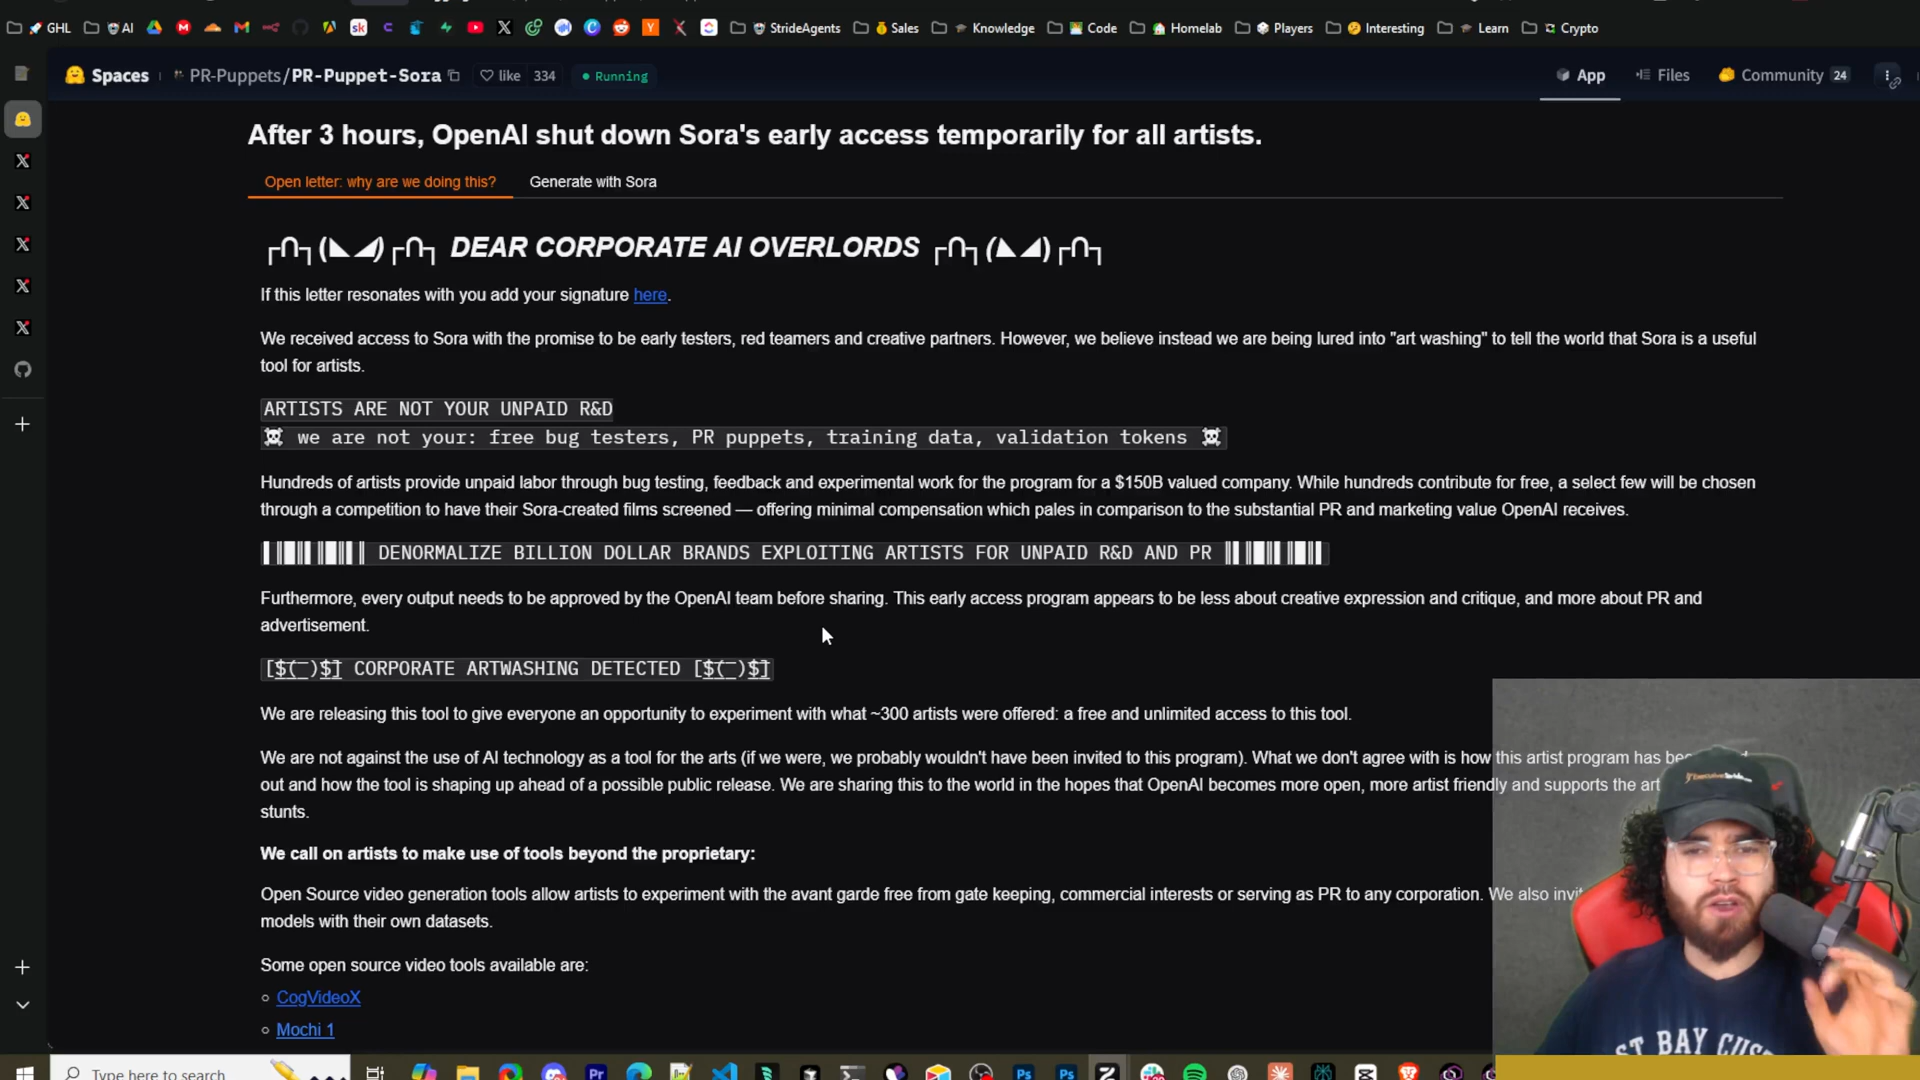 GHL AI StrideAgents Sales Knowledge Code Homelab Players Interesting Learn Crypto
Spaces PR-Puppets/PR-Puppet-Sora like 334 Running App Files Community 24
After 3 hours, OpenAI shut down Sora's early access temporarily for all artists.
Open letter: why are we doing this? Generate with Sora
DEAR CORPORATE AI OVERLORDS
If this letter resonates with you add your signature here.
We received access to Sora with the promise to be early testers, red teamers and creative partners. However, we believe instead we are being lured into "art washing" to tell the world that Sora is a useful
tool for artists.
ARTISTS ARE NOT YOUR UNPAID R&D
☠ we are not your: free bug testers, PR puppets, training data, validation tokens ☠
Hundreds of artists provide unpaid labor through bug testing, feedback and experimental work for the program for a $150B valued company. While hundreds contribute for free, a select few will be chosen
through a competition to have their Sora-created films screened — offering minimal compensation which pales in comparison to the substantial PR and marketing value OpenAI receives.
DENORMALIZE BILLION DOLLAR BRANDS EXPLOITING ARTISTS FOR UNPAID R&D AND PR
Furthermore, every output needs to be approved by the OpenAI team before sharing. This early access program appears to be less about creative expression and critique, and more about PR and
advertisement.
CORPORATE ARTWASHING DETECTED
We are releasing this tool to give everyone an opportunity to experiment with what ~300 artists were offered: a free and unlimited access to this tool.
We are not against the use of AI technology as a tool for the arts (if we were, we probably wouldn't have been invited to this program). What we don't agree with is how this artist program has
out and how the tool is shaping up ahead of a possible public release. We are sharing this to the world in the hopes that OpenAI becomes more open, more artist friendly and supports the
stunts.
We call on artists to make use of tools beyond the proprietary:
Open Source video generation tools allow artists to experiment with the avant garde free from gate keeping, commercial interests or serving as PR to any corporation. We also
models with their own datasets.
Some open source video tools available are:
CogVideoX
Mochi 1
Type here to search